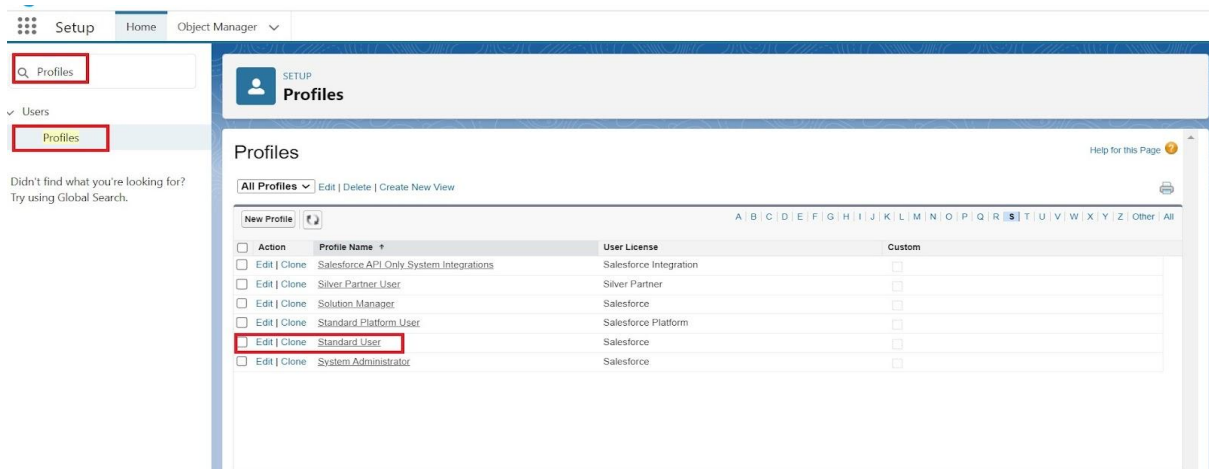 Setup Home Object Manager
Profiles
Users
Profiles
Didn't find what you're looking for?
Try using Global Search.
SETUP
Profiles
Profiles
Help for this Page
All Profiles Edit | Delete | Create New View
New Profile A | B | C | D | E | F | G | H | I | J | K | L | M | N | O | P | Q | R | S | T | U | V | W | X | Y | Z | Other | All
Action Profile Name ↑ User License Custom
Edit | Clone Salesforce API Only System Integrations Salesforce Integration
Edit | Clone Silver Partner User Silver Partner
Edit | Clone Solution Manager Salesforce
Edit | Clone Standard Platform User Salesforce Platform
Edit | Clone Standard User Salesforce
Edit | Clone System Administrator Salesforce